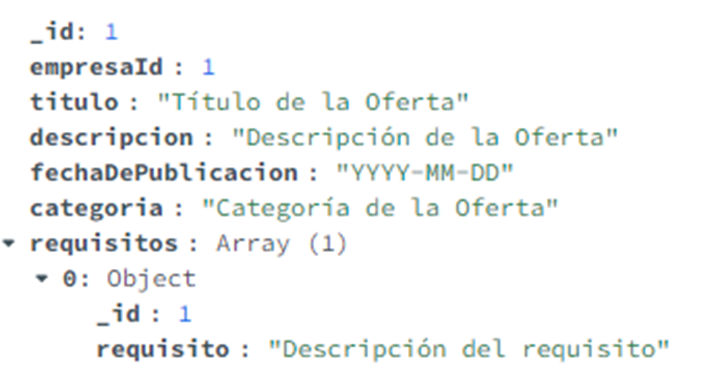 _id: 1
empresaId : 1
titulo : "Título de la Oferta"
descripcion : "Descripción de la Oferta"
fechaDePublicacion : "YYYY-MM-DD"
categoria : "Categoría de la Oferta"
requisitos : Array (1)
0: Object
_id : 1
requisito : "Descripción del requisito"